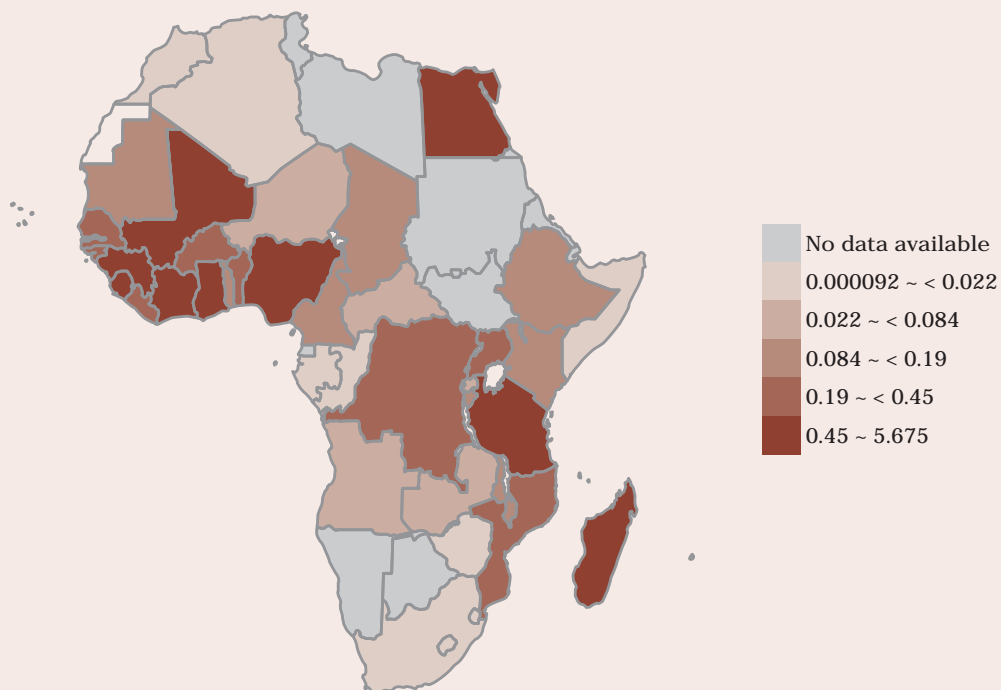 No data available
0.000092 ~ < 0.022
0.022 ~ < 0.084
0.084 ~ < 0.19
0.19 ~ < 0.45
0.45 ~ 5.675